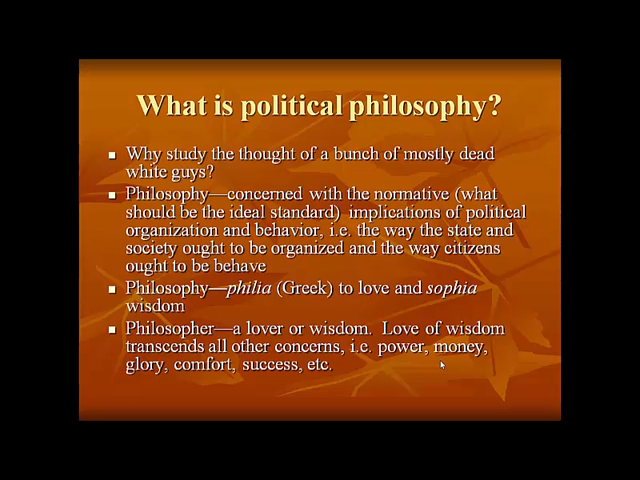 What is political philosophy?
Why study the thought of a bunch of mostly dead
white guys?
Philosophy—concerned with the normative (what
should be the ideal standard) implications of political
organization and behavior, i.e. the way the state and
society ought to be organized and the way citizens
ought to be behave
Philosophy—philia (Greek) to love and sophia
wisdom
Philosopher—a lover or wisdom. Love of wisdom
transcends all other concerns, i.e. power, money,
glory, comfort, success, etc.